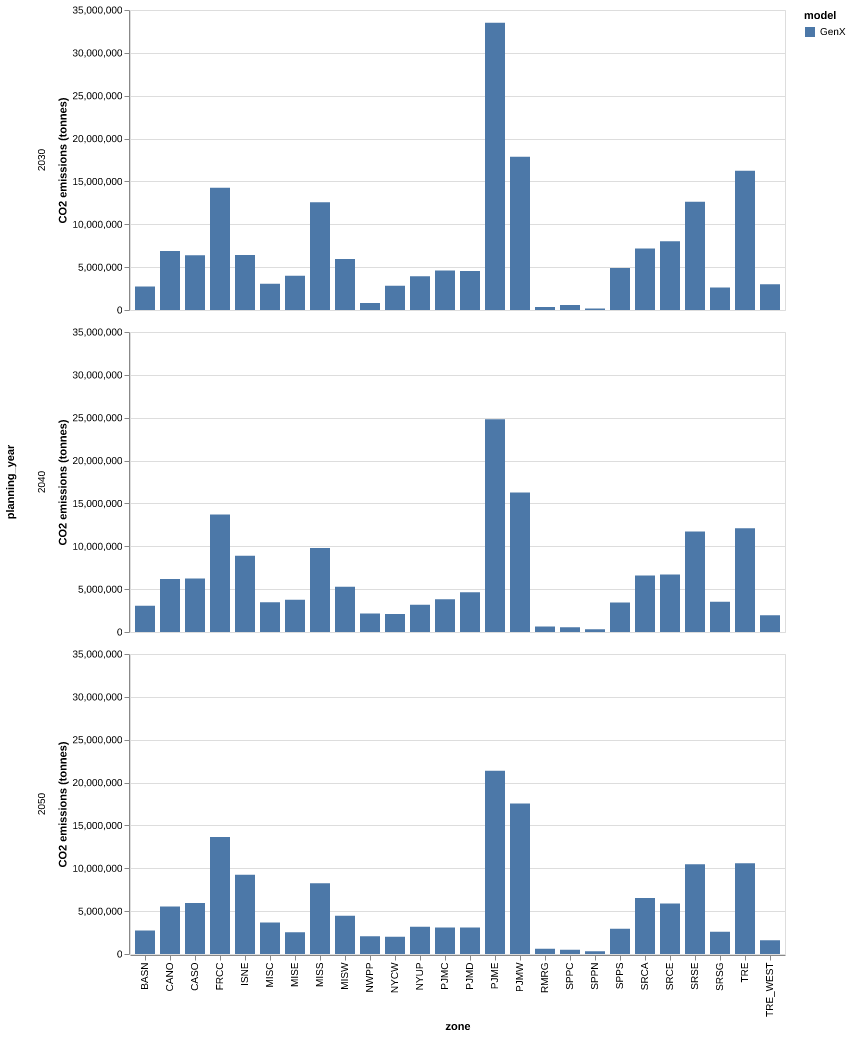 model
GenX
planning_year
2030
CO2 emissions (tonnes)
35,000,000
30,000,000
25,000,000
20,000,000
15,000,000
10,000,000
5,000,000
0
2040
CO2 emissions (tonnes)
35,000,000
30,000,000
25,000,000
20,000,000
15,000,000
10,000,000
5,000,000
0
2050
CO2 emissions (tonnes)
35,000,000
30,000,000
25,000,000
20,000,000
15,000,000
10,000,000
5,000,000
0
BASN
CANO
CASO
FRCC
ISNE
MISC
MISE
MISS
MISW
NWPP
NYCW
NYUP
PJMC
PJMD
PJME
PJMW
RMRG
SPPC
SPPN
SPPS
SRCA
SRCE
SRSE
SRSG
TRE
TRE_WEST
zone